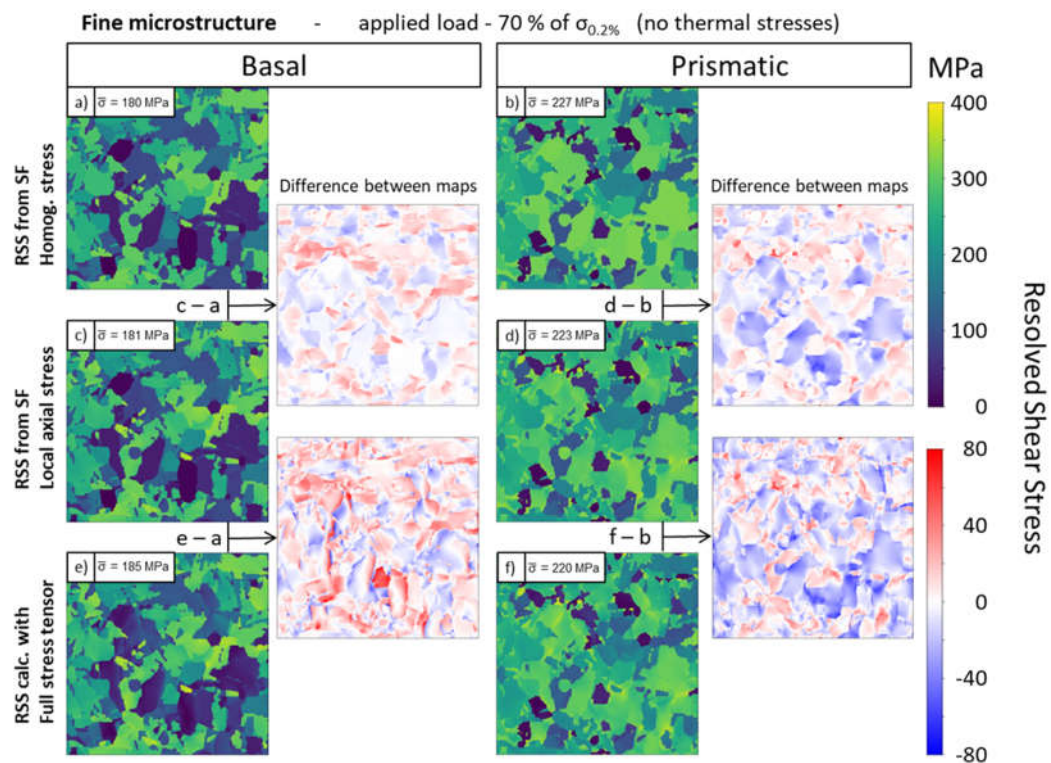 Fine microstructure - applied load - 70 % of σ0.2% (no thermal stresses)
Basal
Prismatic
MPa
a) σ̅ = 180 MPa
b) σ̅ = 227 MPa
400
300
200
100
0
RSS from SF
Homog. stress
Difference between maps
Difference between maps
c – a
d – b
c) σ̅ = 181 MPa
d) σ̅ = 223 MPa
RSS from SF
Local axial stress
Resolved Shear Stress
80
40
0
-40
-80
e – a
f – b
e) σ̅ = 185 MPa
f) σ̅ = 220 MPa
RSS calc. with
Full stress tensor